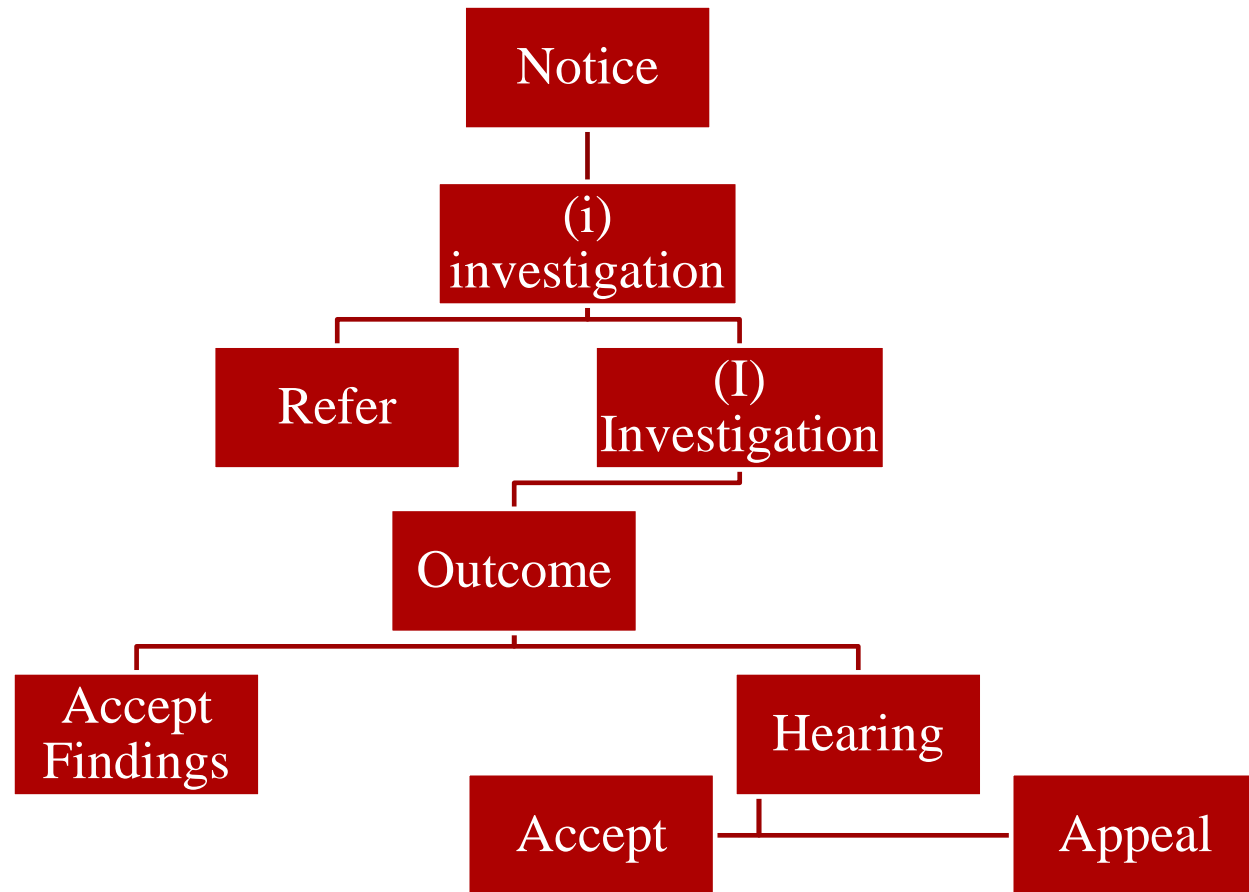 Notice
(i)
investigation
Refer
(I)
Investigation
Outcome
Accept
Findings
Hearing
Accept
Appeal